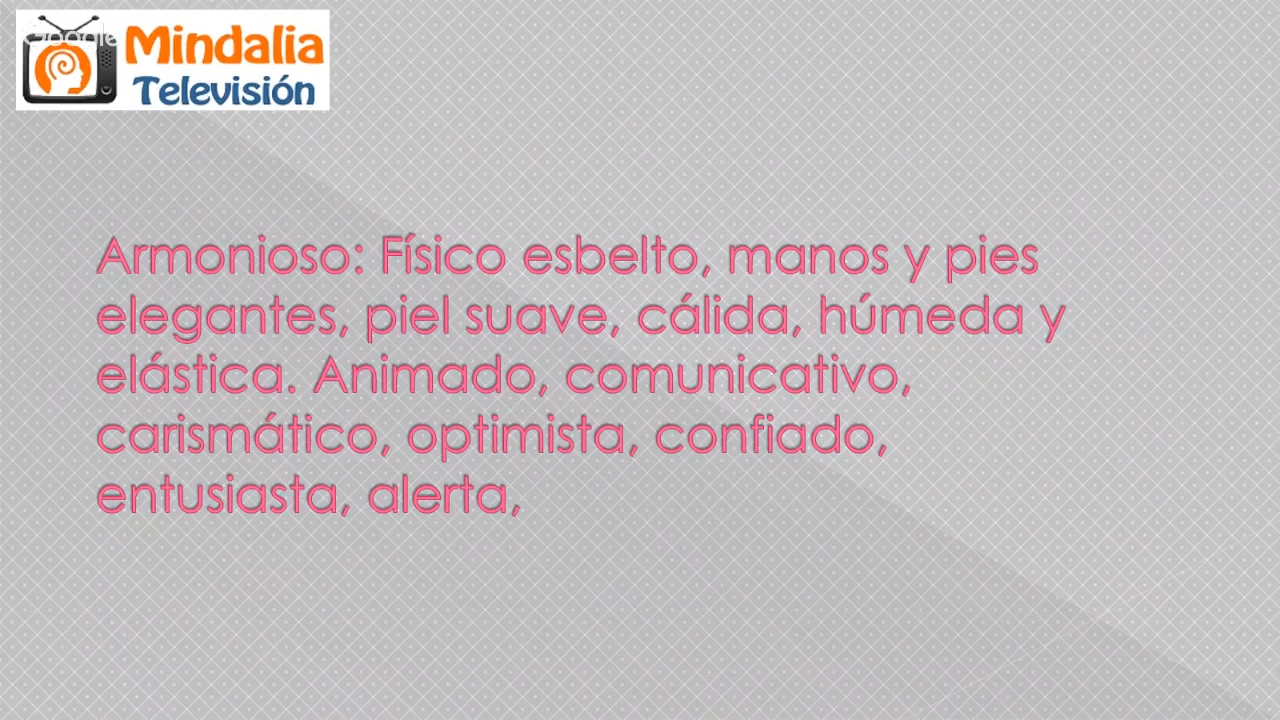 Google
Mindalia
Televisión
Armonioso: Físico esbelto, manos y pies
elegantes, piel suave, cálida, húmeda y
elástica. Animado, comunicativo,
carismático, optimista, confiado,
entusiasta, alerta,